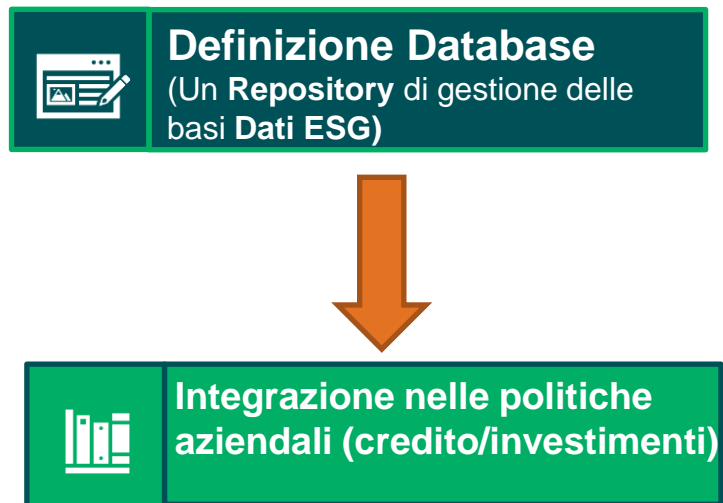 Definizione Database
(Un Repository di gestione delle
basi Dati ESG)
Integrazione nelle politiche
aziendali (credito/investimenti)